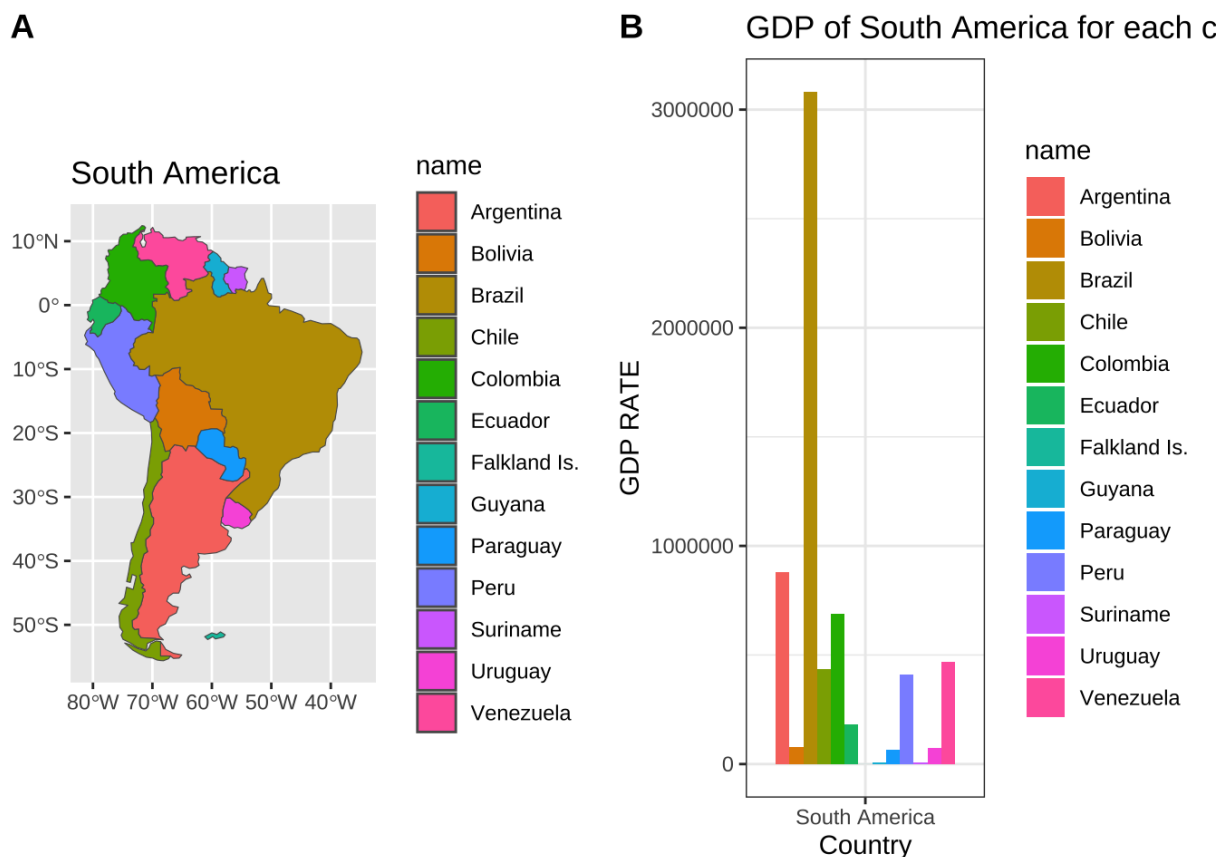 A
South America
10°N
0°
10°S
20°S
30°S
40°S
50°S
80°W 70°W 60°W 50°W 40°W
name
Argentina
Bolivia
Brazil
Chile
Colombia
Ecuador
Falkland Is.
Guyana
Paraguay
Peru
Suriname
Uruguay
Venezuela
B
GDP of South America for each c
GDP RATE
3000000
2000000
1000000
0
South America
Country
name
Argentina
Bolivia
Brazil
Chile
Colombia
Ecuador
Falkland Is.
Guyana
Paraguay
Peru
Suriname
Uruguay
Venezuela